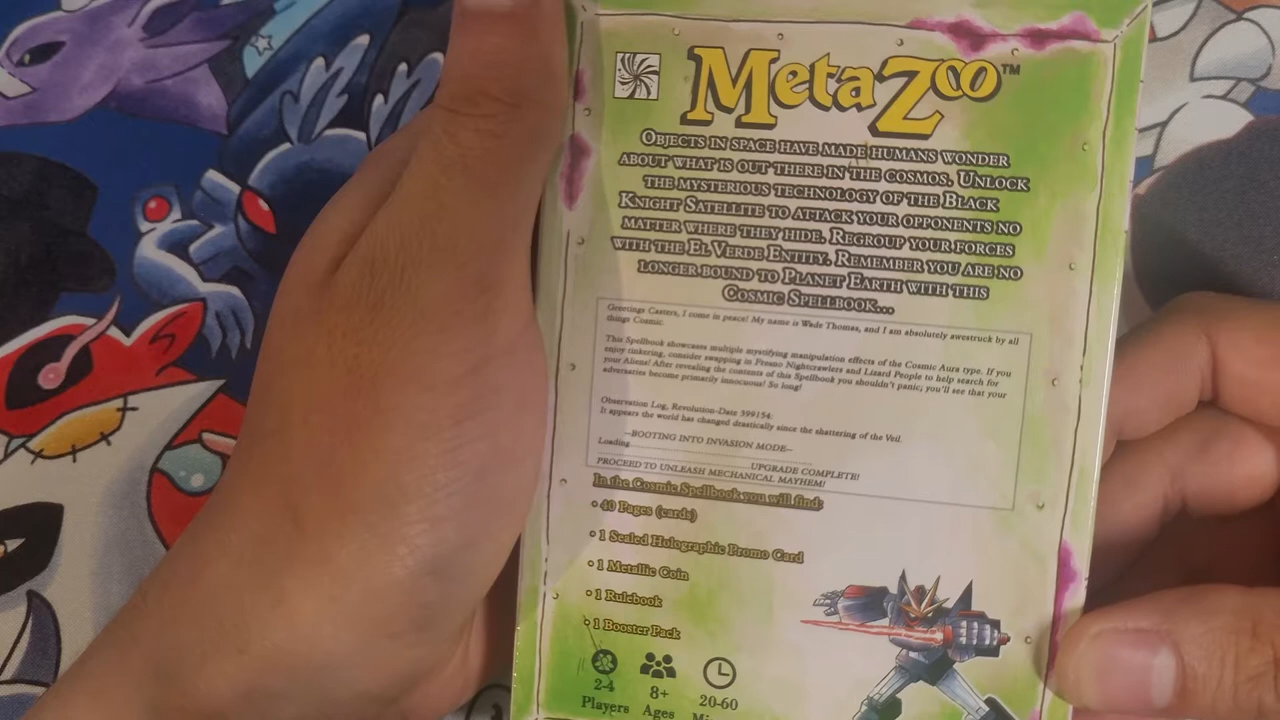 MetaZoo™
Objects in space have made humans wonder
about what is out there in the cosmos. Unlock
the mysterious technology of the Black
Knight Satellite to attack your opponents no
matter where they hide. Regroup your forces
with the El Verde Entity. Remember you are no
longer bound to Planet Earth with this
Cosmic Spellbook...
Greetings Casters, I come in peace! My name is Wade Thomas, and I am absolutely awestruck by all
things Cosmic.
This Spellbook showcases multiple mystifying manipulation effects of the Cosmic Aura type. If you
enjoy tinkering, consider swapping in Fresno Nightcrawlers and Lizard People to help search for
your Aliens! After revealing the contents of this Spellbook you shouldn't panic; you'll see that your
adversaries become primarily innocuous! So long!
Observation Log, Revolution-Date 399154:
It appears the world has changed drastically since the shattering of the Veil.
--BOOTING INTO INVASION MODE--
Loading..............................................................
..................................................UPGRADE COMPLETE!
PROCEED TO UNLEASH MECHANICAL MAYHEM!
In the Cosmic Spellbook you will find:
• 40 Pages (cards)
• 1 Sealed Holographic Promo Card
• 1 Metallic Coin
• 1 Rulebook
• 1 Booster Pack
2-4 8+ 20-60
Players Ages